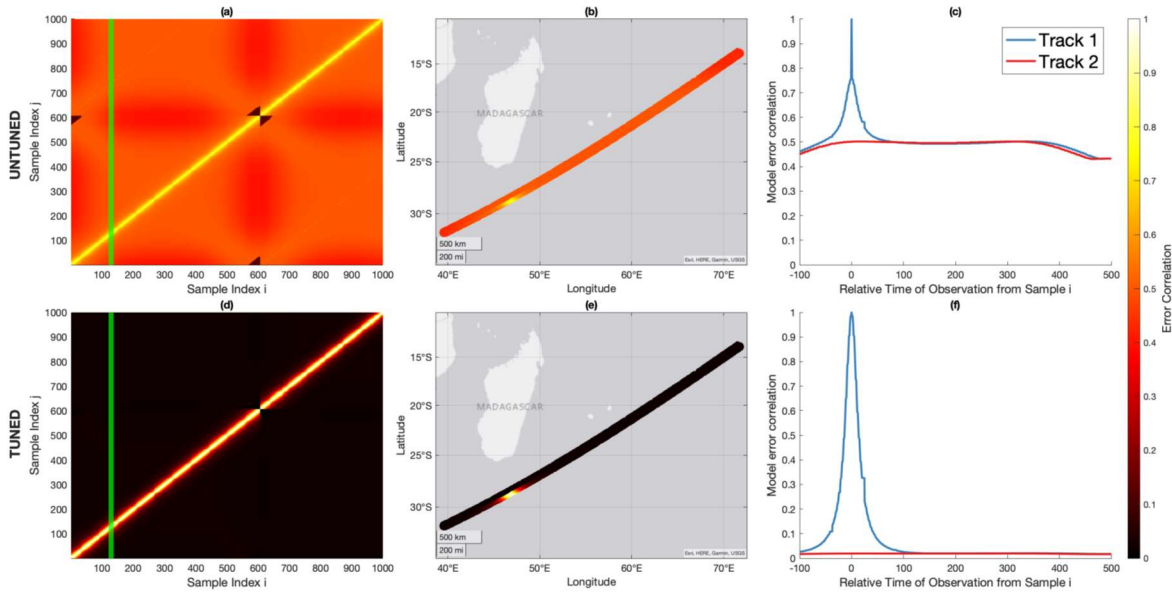 (a)
UNTUNED
Sample Index j
1000
900
800
700
600
500
400
300
200
100
100 200 300 400 500 600 700 800 900 1000
Sample Index i
(b)
Latitude
15°S
20°S
25°S
30°S
MADAGASCAR
500 km
200 mi
Esri, HERE, Garmin, USGS
40°E 50°E 60°E 70°E
Longitude
(c)
Model error correlation
1
0.9
0.8
0.7
0.6
0.5
0.4
0.3
0.2
0.1
0
Track 1
Track 2
-100 0 100 200 300 400 500
Relative Time of Observation from Sample i
(d)
TUNED
Sample Index j
1000
900
800
700
600
500
400
300
200
100
100 200 300 400 500 600 700 800 900 1000
Sample Index i
(e)
Latitude
15°S
20°S
25°S
30°S
MADAGASCAR
500 km
200 mi
Esri, HERE, Garmin, USGS
40°E 50°E 60°E 70°E
Longitude
(f)
Model error correlation
1
0.9
0.8
0.7
0.6
0.5
0.4
0.3
0.2
0.1
0
-100 0 100 200 300 400 500
Relative Time of Observation from Sample i
1
0.9
0.8
0.7
0.6
0.5
0.4
0.3
0.2
0.1
0
Error Correlation